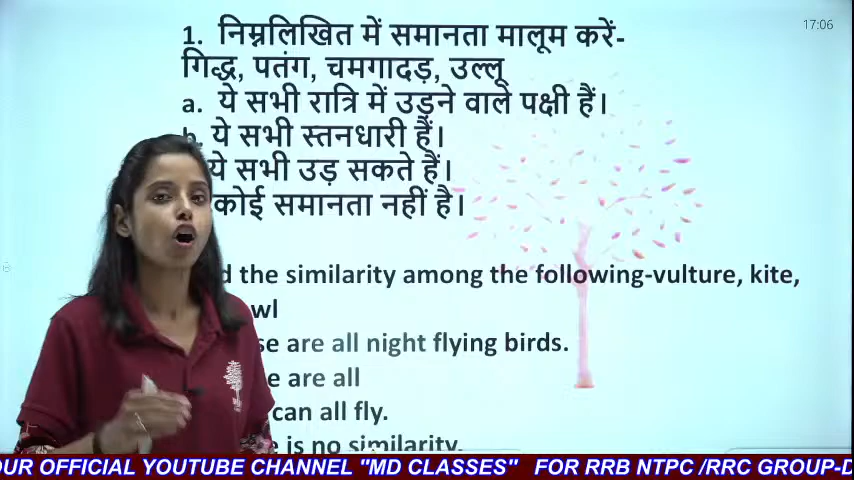 17:06
1. निम्नलिखित में समानता मालूम करें-
गिद्ध, पतंग, चमगादड़, उल्लू
a. ये सभी रात्रि में उड़ने वाले पक्षी हैं।
b. ये सभी स्तनधारी हैं।
ये सभी उड़ सकते हैं।
कोई समानता नहीं है।
the similarity among the following-vulture, kite,
are all night flying birds.
are all
can all fly.
is no similarity.
OUR OFFICIAL YOUTUBE CHANNEL "MD CLASSES" FOR RRB NTPC /RRC GROUP-D